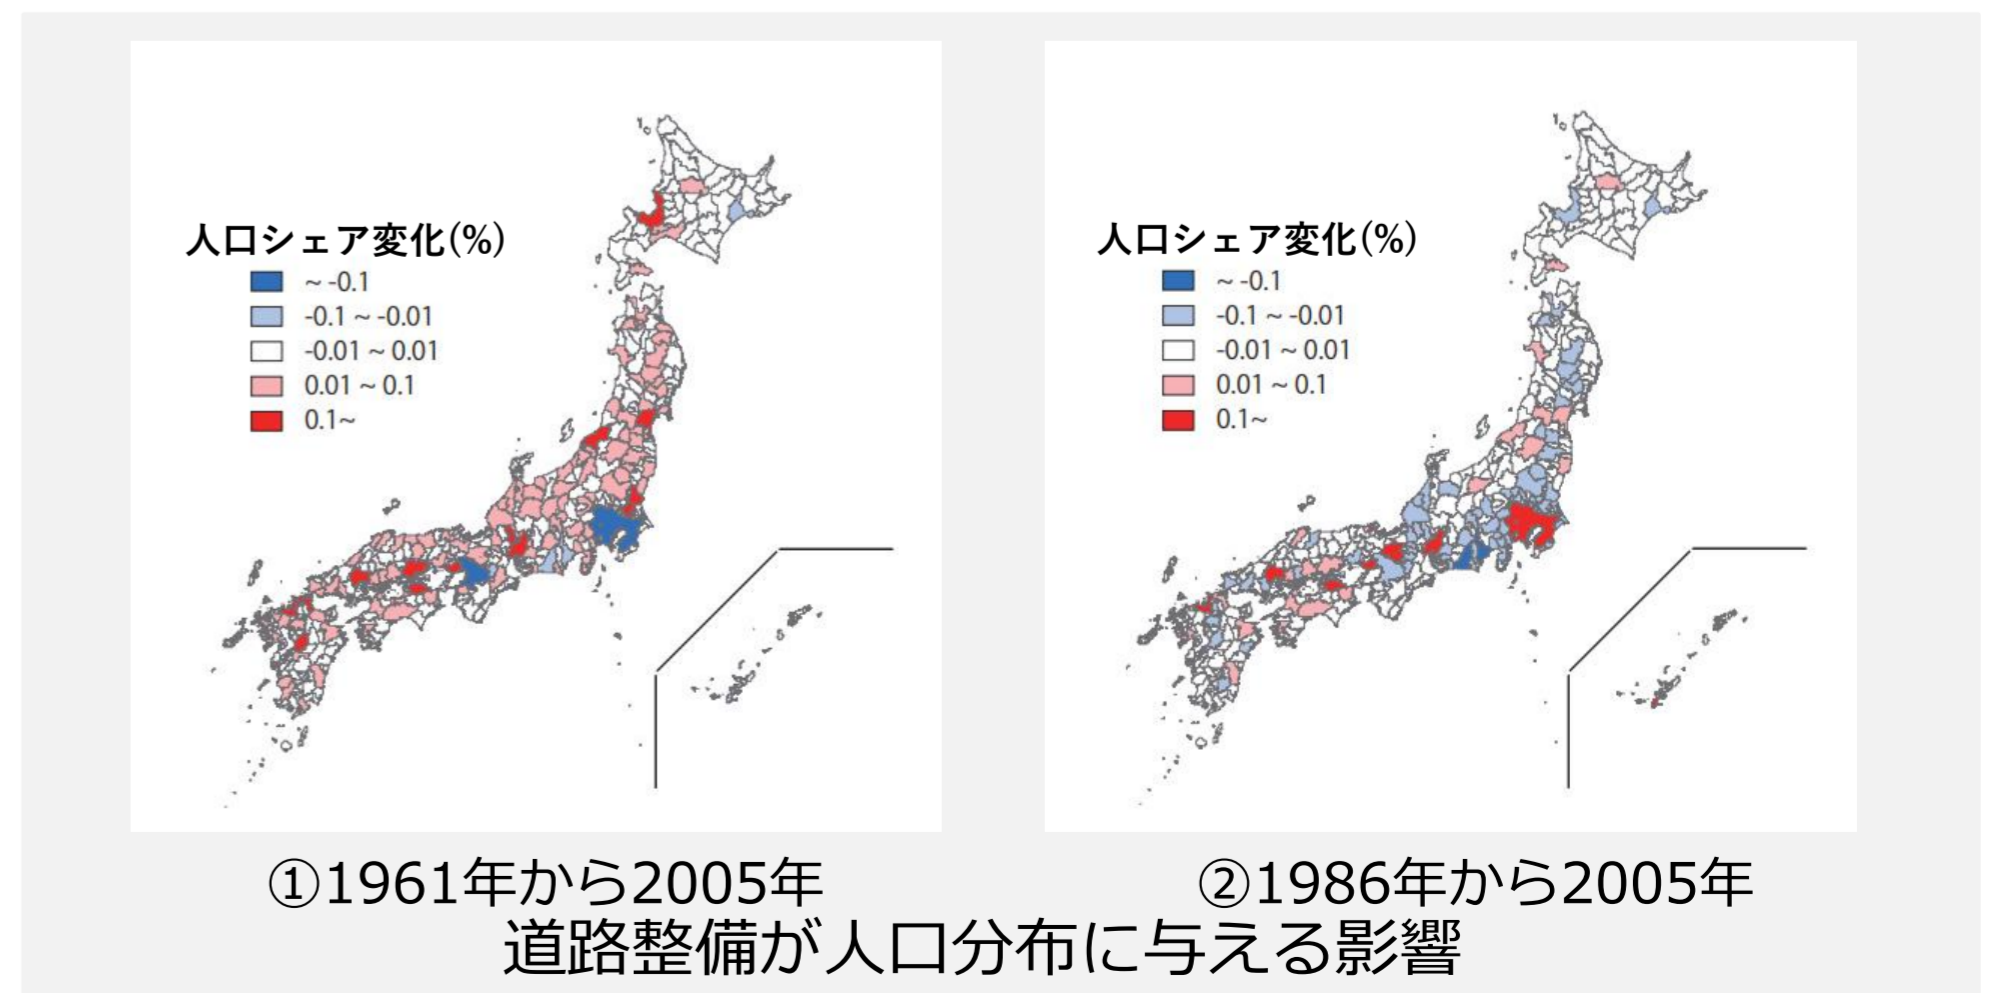 人口シェア変化(%)
~ -0.1
-0.1 ~ -0.01
-0.01 ~ 0.01
0.01 ~ 0.1
0.1~
人口シェア変化(%)
~ -0.1
-0.1 ~ -0.01
-0.01 ~ 0.01
0.01 ~ 0.1
0.1~
①1961年から2005年
②1986年から2005年
道路整備が人口分布に与える影響